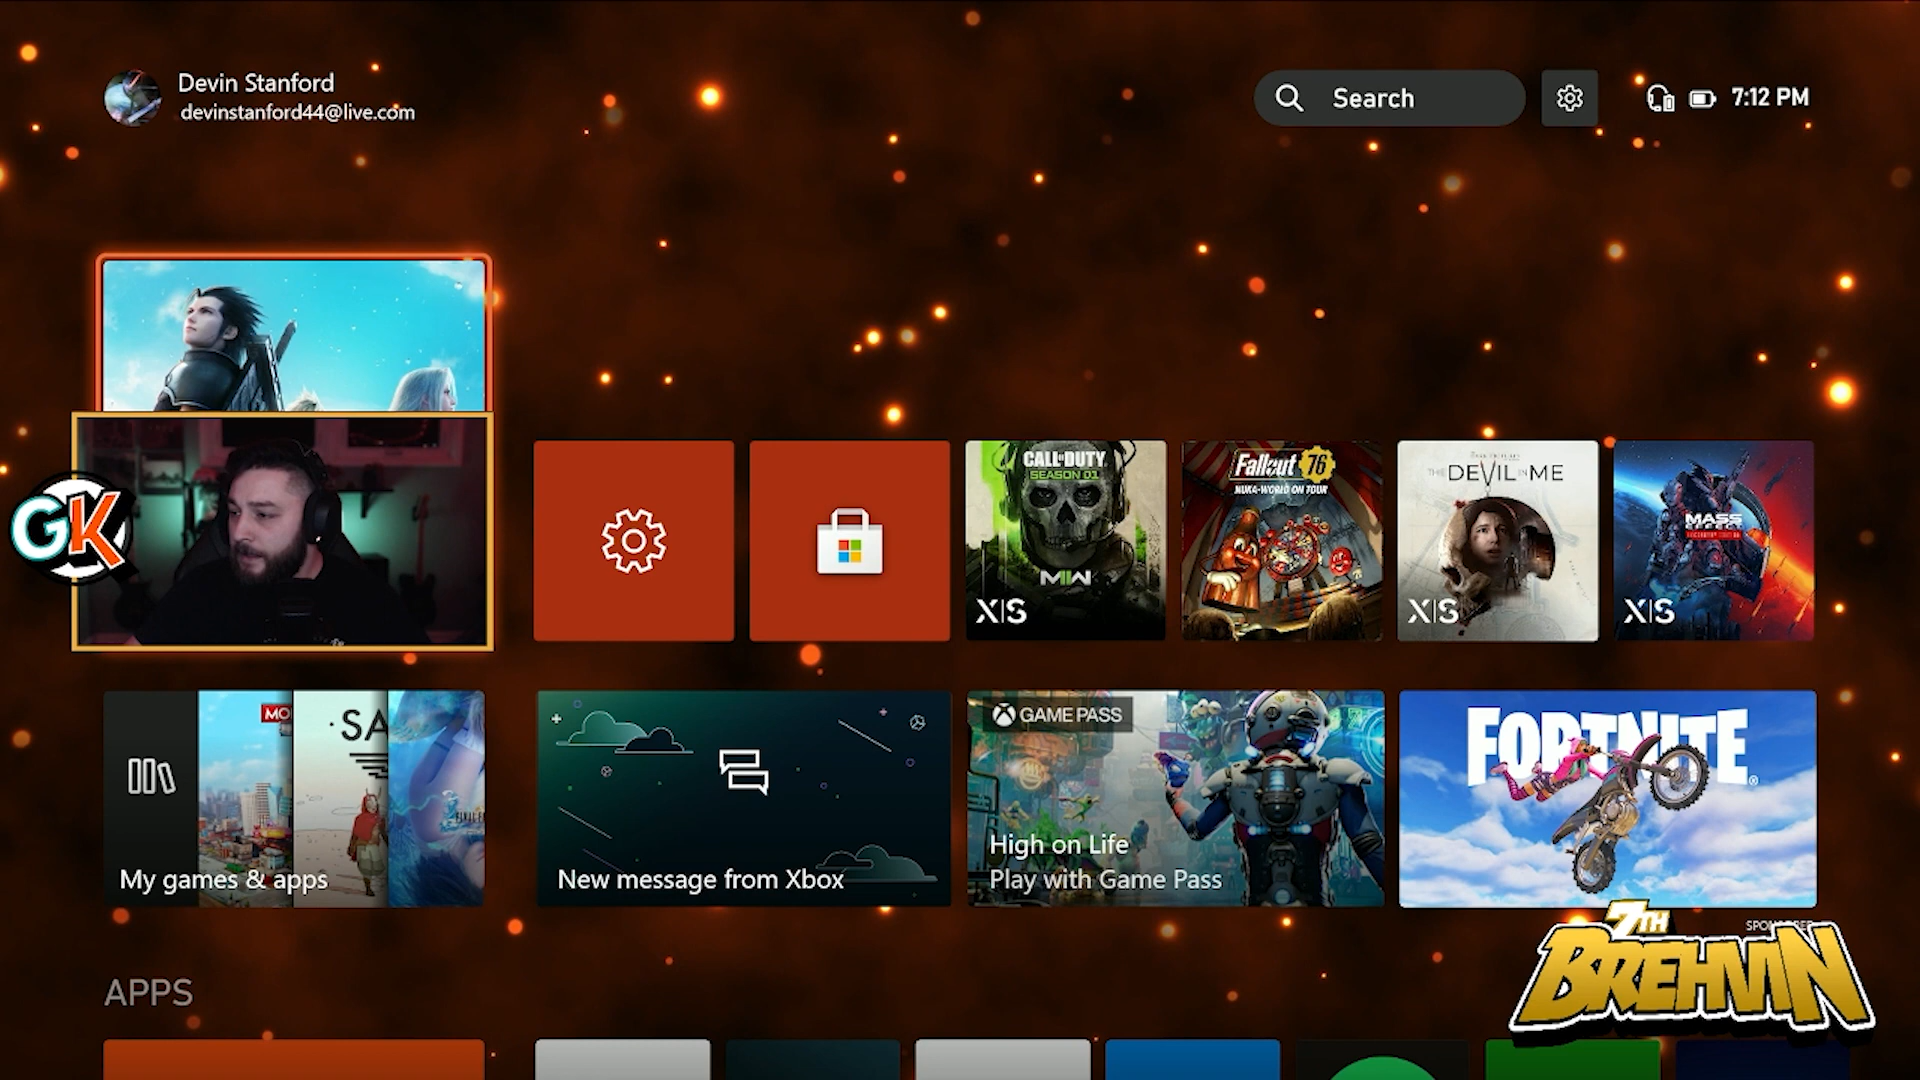 Devin Stanford
devinstanford44@live.com
Search
7:12 PM
GK
CALL OF DUTY
SEASON 01
MWII
X|S
Fallout 76
NUKA-WORLD ON TOUR
THE DEVIL IN ME
X|S
MASS
EFFECT
X|S
MO
SA
My games & apps
New message from Xbox
GAME PASS
High on Life
Play with Game Pass
FORTNITE
7TH
BREHVIN
APPS